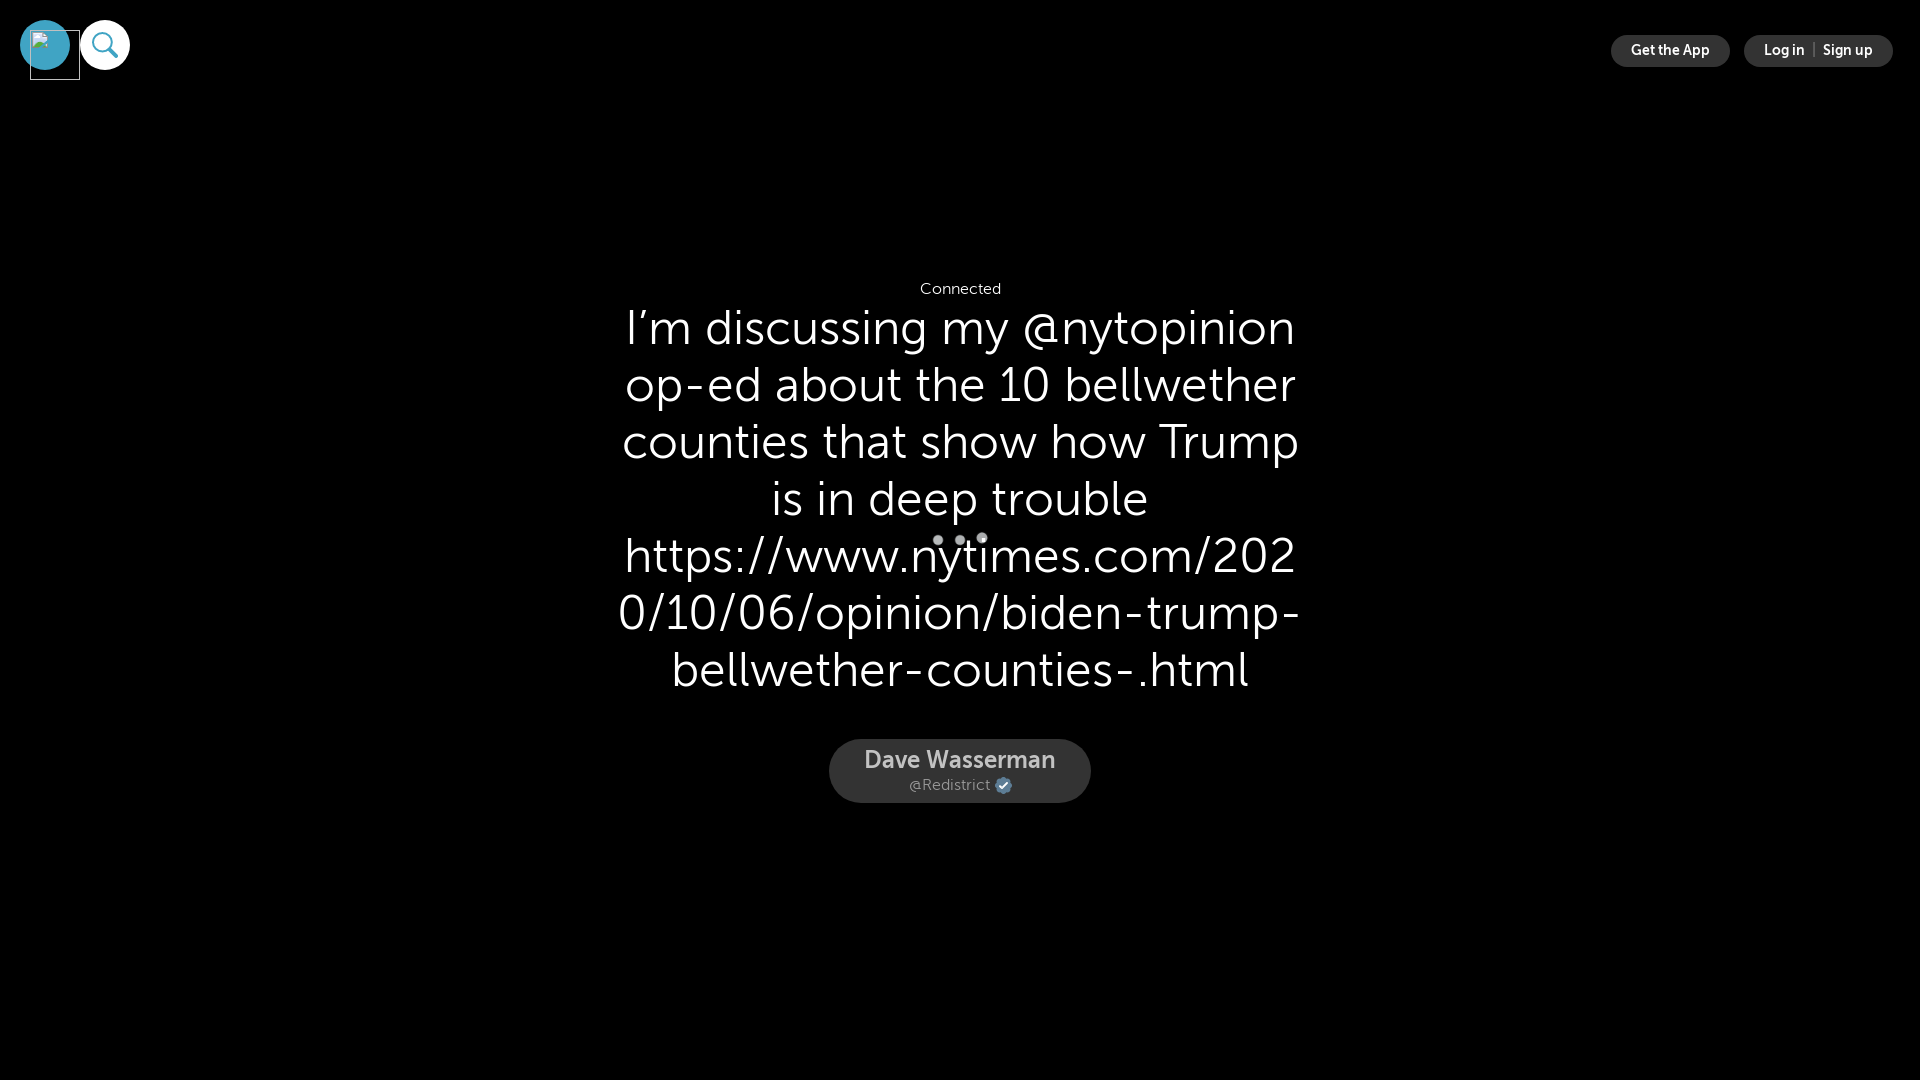 Get the App
Log in | Sign up
Connected
I’m discussing my @nytopinion
op-ed about the 10 bellwether
counties that show how Trump
is in deep trouble
https://www.nytimes.com/202
0/10/06/opinion/biden-trump-
bellwether-counties-.html
Dave Wasserman
@Redistrict